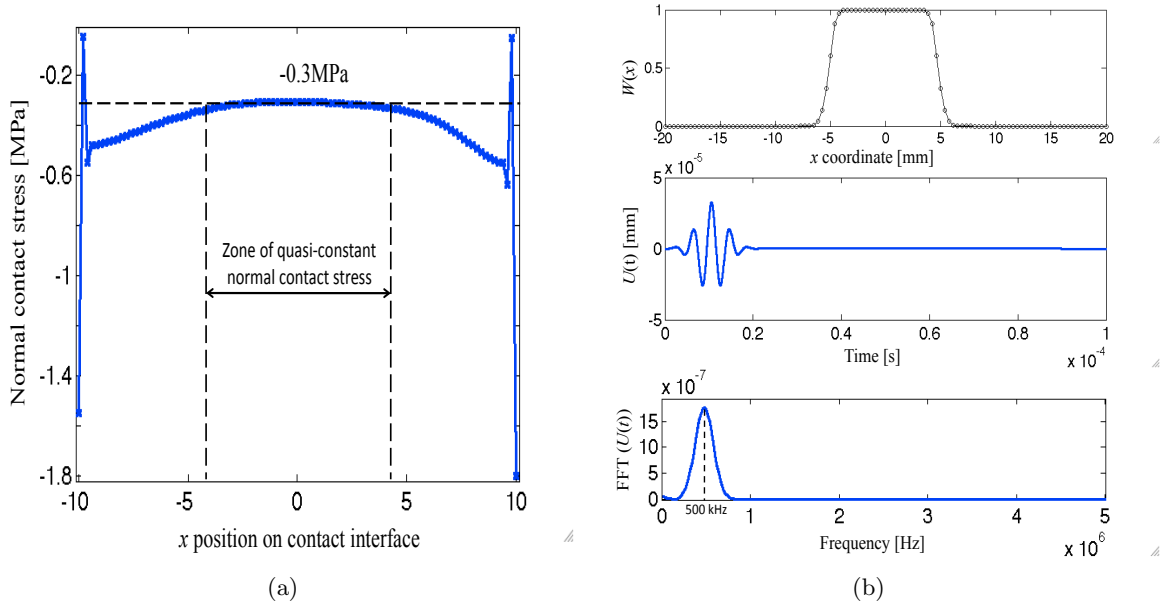 -0.3MPa
-0.2
-0.6
-1
-1.4
-1.8
Normal contact stress [MPa]
Zone of quasi-constant
normal contact stress
-10
-5
0
5
10
x position on contact interface
(a)
1
0.5
0
W(x)
-20
-15
-10
-5
0
5
10
15
20
x coordinate [mm]
x 10⁻⁵
5
0
-5
U(t) [mm]
0
0.2
0.4
0.6
0.8
1
Time [s]
x 10⁻⁴
x 10⁻⁷
15
10
5
0
FFT (U(t))
0
500 kHz
1
2
3
4
5
Frequency [Hz]
x 10⁶
(b)